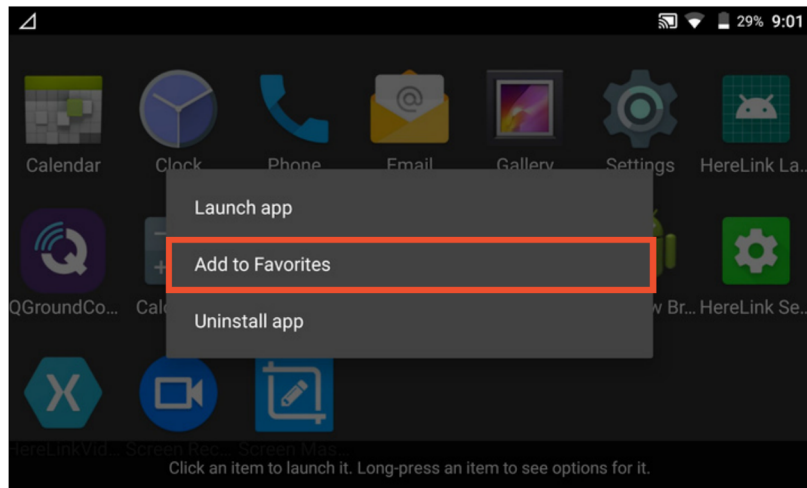 29% 9:01
Calendar Clock Phone Email Gallery Settings HereLink La...
Launch app
Add to Favorites
QGroundCo... HereLink Se...
Uninstall app
HereLinkVid... Screen Rec... Screen Mas...
Click an item to launch it. Long-press an item to see options for it.